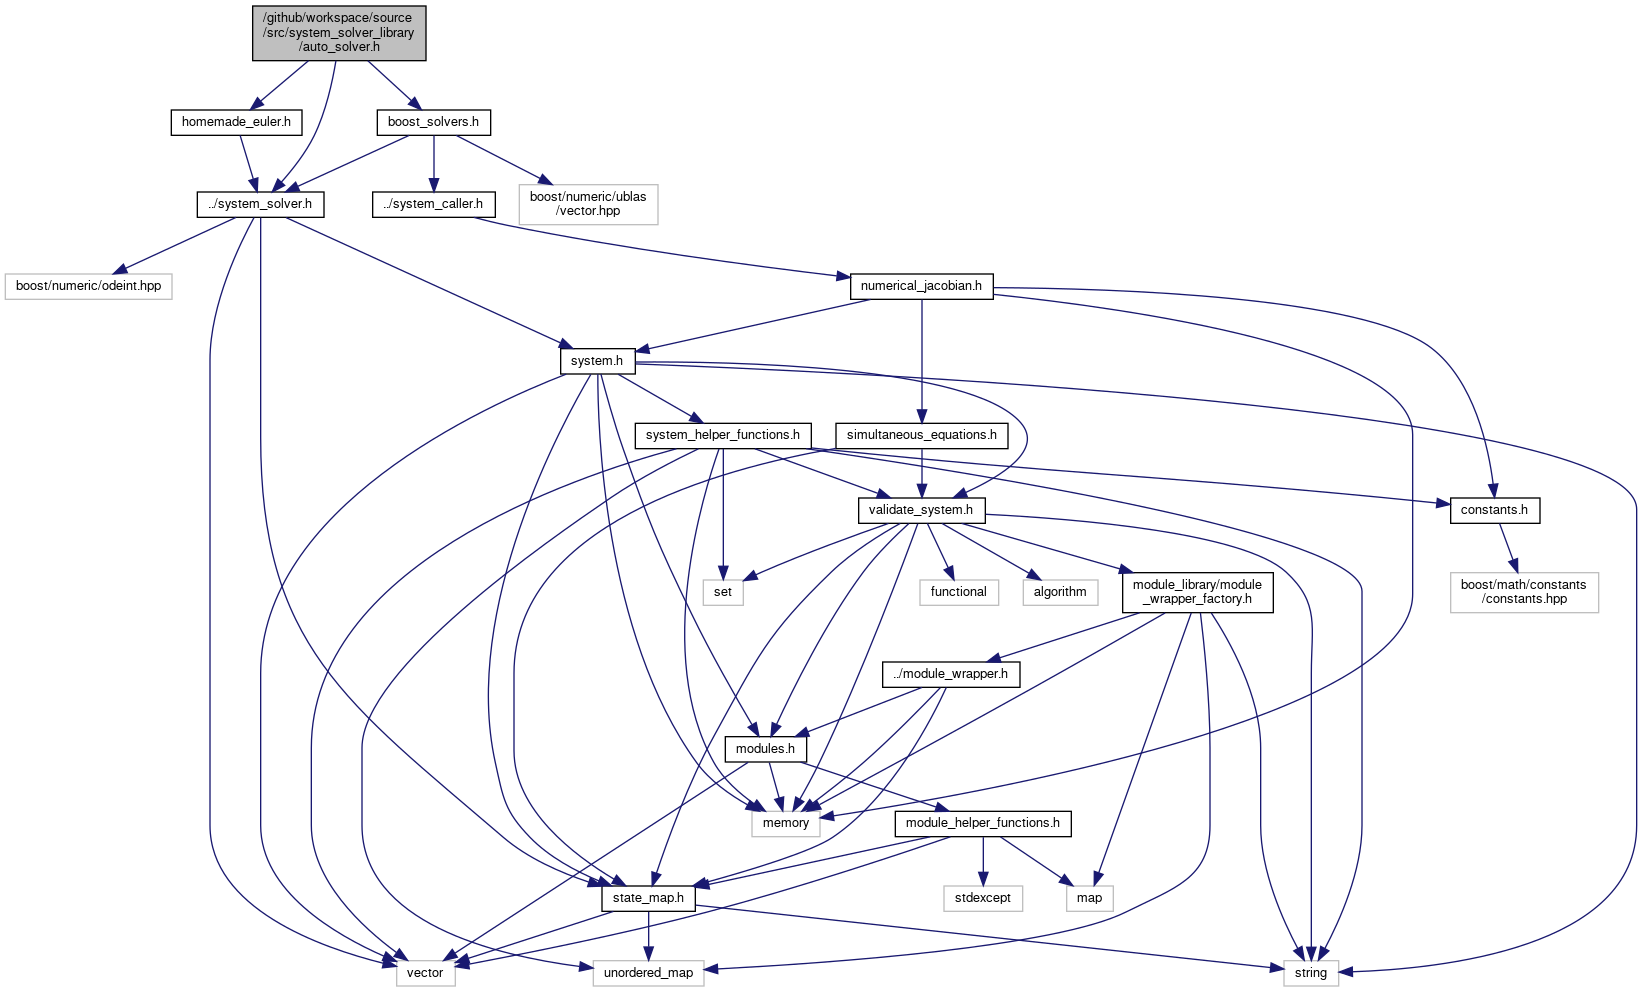 /github/workspace/source
/src/system_solver_library
/auto_solver.h
homemade_euler.h
boost_solvers.h
../system_solver.h
../system_caller.h
boost/numeric/ublas
/vector.hpp
boost/numeric/odeint.hpp
numerical_jacobian.h
system.h
system_helper_functions.h
simultaneous_equations.h
validate_system.h
constants.h
set
functional
algorithm
module_library/module
_wrapper_factory.h
boost/math/constants
/constants.hpp
../module_wrapper.h
modules.h
memory
module_helper_functions.h
state_map.h
stdexcept
map
vector
unordered_map
string